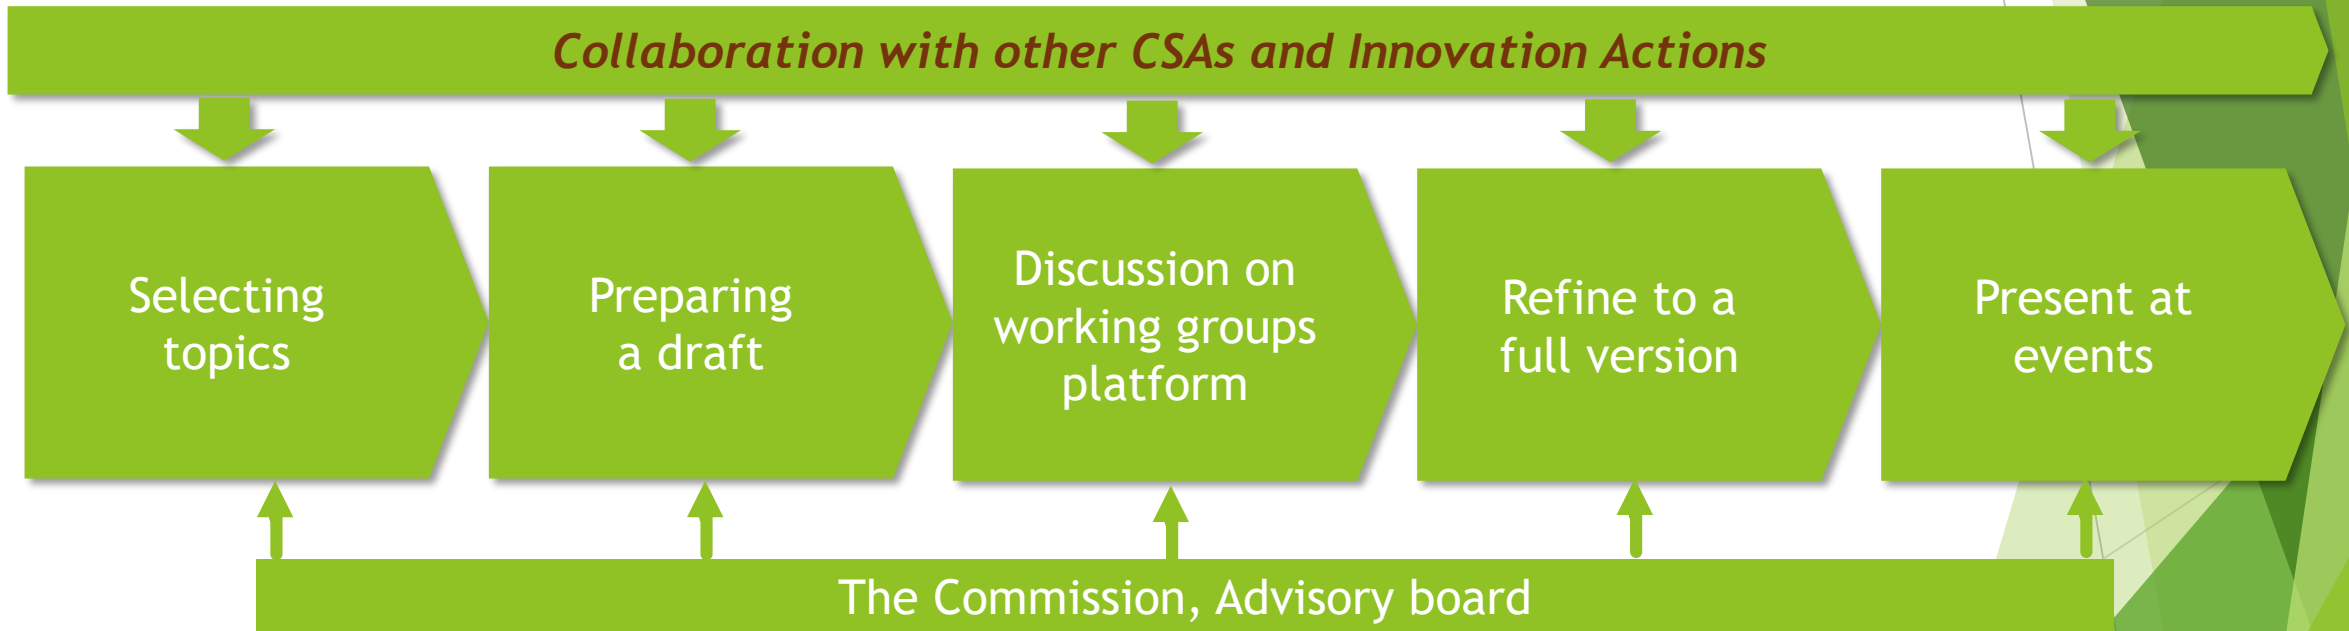 Collaboration with other CSAs and Innovation Actions
Selecting
topics
Preparing
a draft
Discussion on
working groups
platform
Refine to a
full version
Present at
events
The Commission, Advisory board